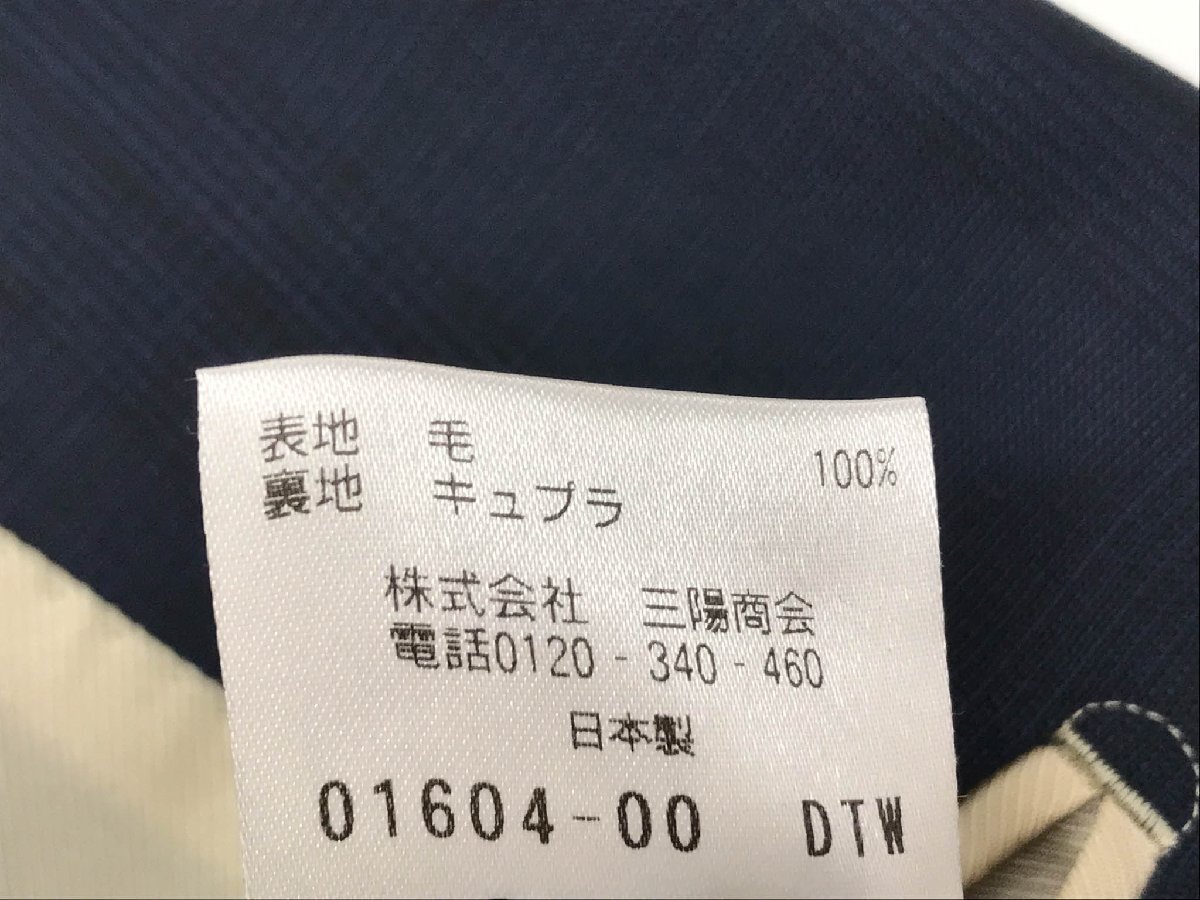 表地 毛 100%
裏地 キュプラ
株式会社 三陽商会
電話0120-340-460
日本製
01604-00 DTW